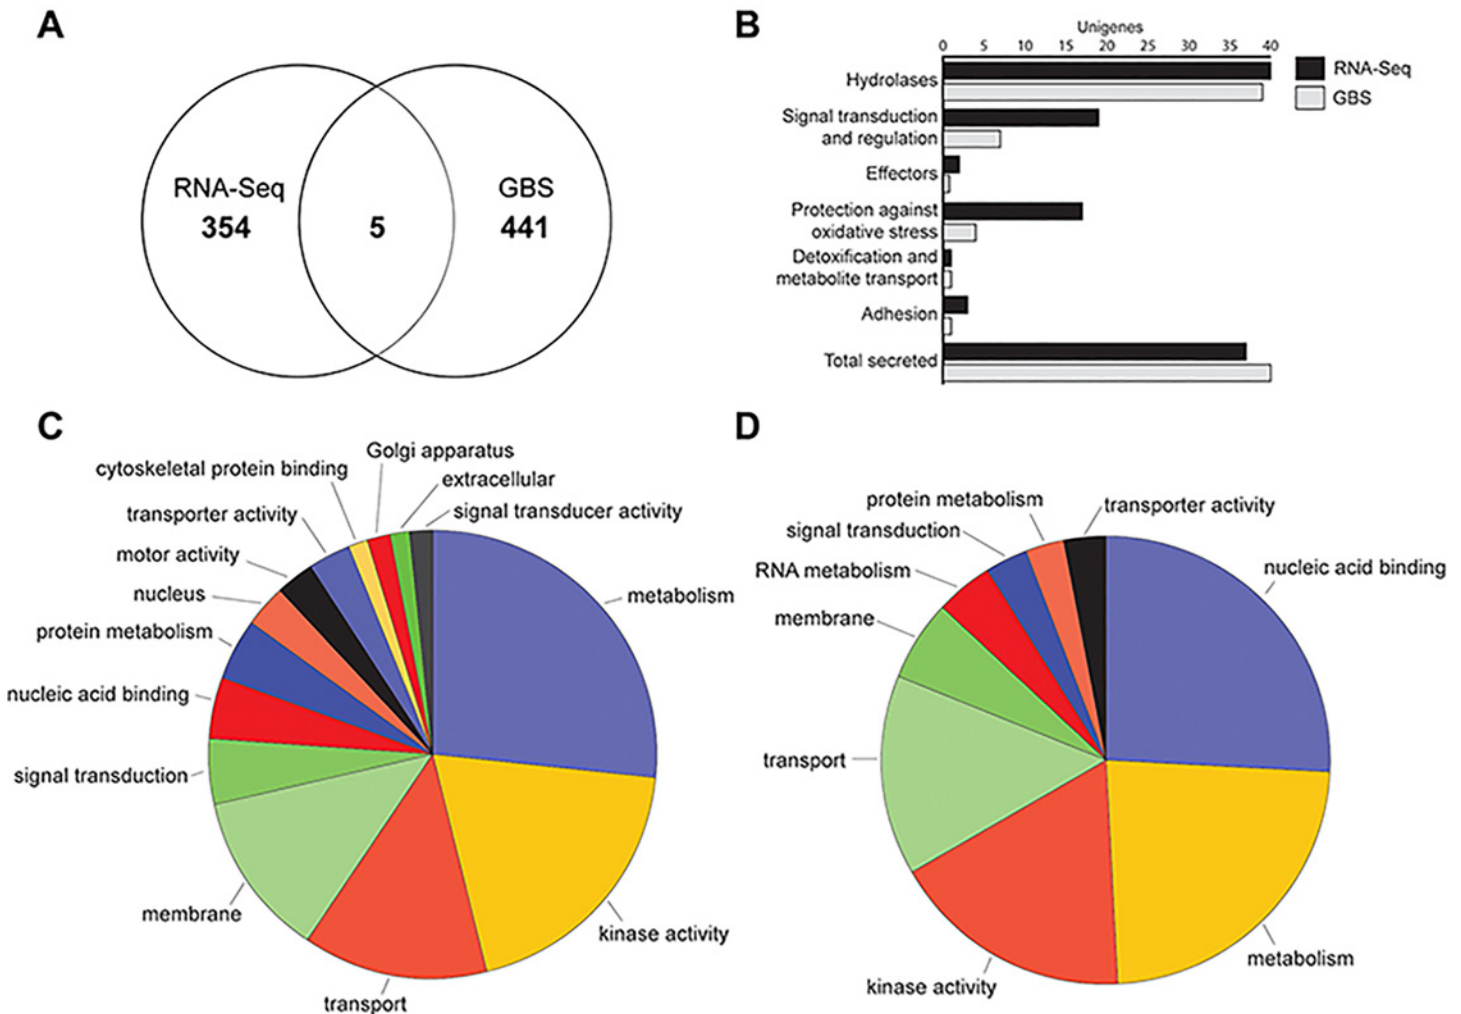 A
RNA-Seq
354
5
GBS
441
B
Unigenes
0 5 10 15 20 25 30 35 40
Hydrolases
Signal transduction
and regulation
Effectors
Protection against
oxidative stress
Detoxification and
metabolite transport
Adhesion
Total secreted
RNA-Seq
GBS
C
Golgi apparatus
cytoskeletal protein binding
extracellular
transporter activity
signal transducer activity
motor activity
nucleus
metabolism
protein metabolism
nucleic acid binding
signal transduction
membrane
kinase activity
transport
D
protein metabolism
transporter activity
signal transduction
RNA metabolism
nucleic acid binding
membrane
transport
metabolism
kinase activity